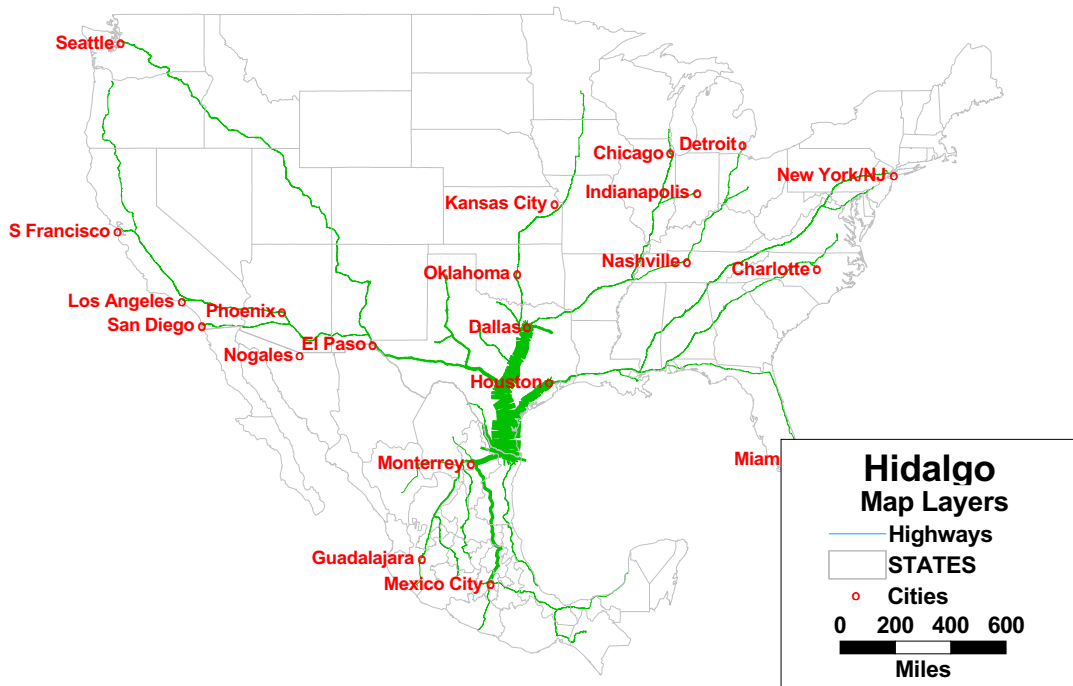 Seattle
Chicago
Detroit
New York/NJ
Indianapolis
Kansas City
S Francisco
Nashville
Charlotte
Oklahoma
Los Angeles
Phoenix
San Diego
Dallas
El Paso
Nogales
Houston
Monterrey
Miam
Guadalajara
Mexico City
Hidalgo
Map Layers
Highways
STATES
Cities
0 200 400 600
Miles